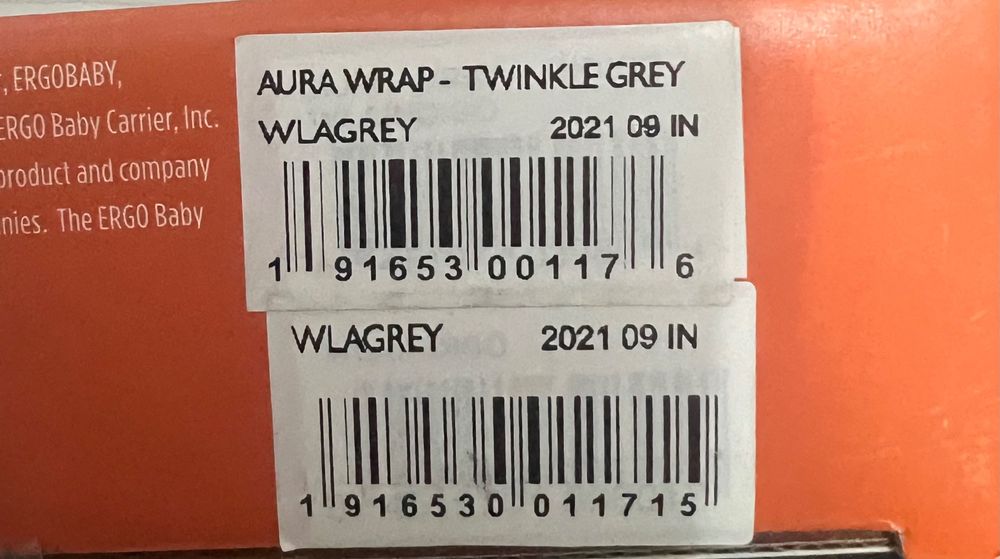 , ERGOBABY,
ERGO Baby Carrier, Inc.
product and company
nies. The ERGO Baby
AURA WRAP - TWINKLE GREY
WLAGREY 2021 09 IN
1 91653 00117 6
WLAGREY 2021 09 IN
1 916530 011715